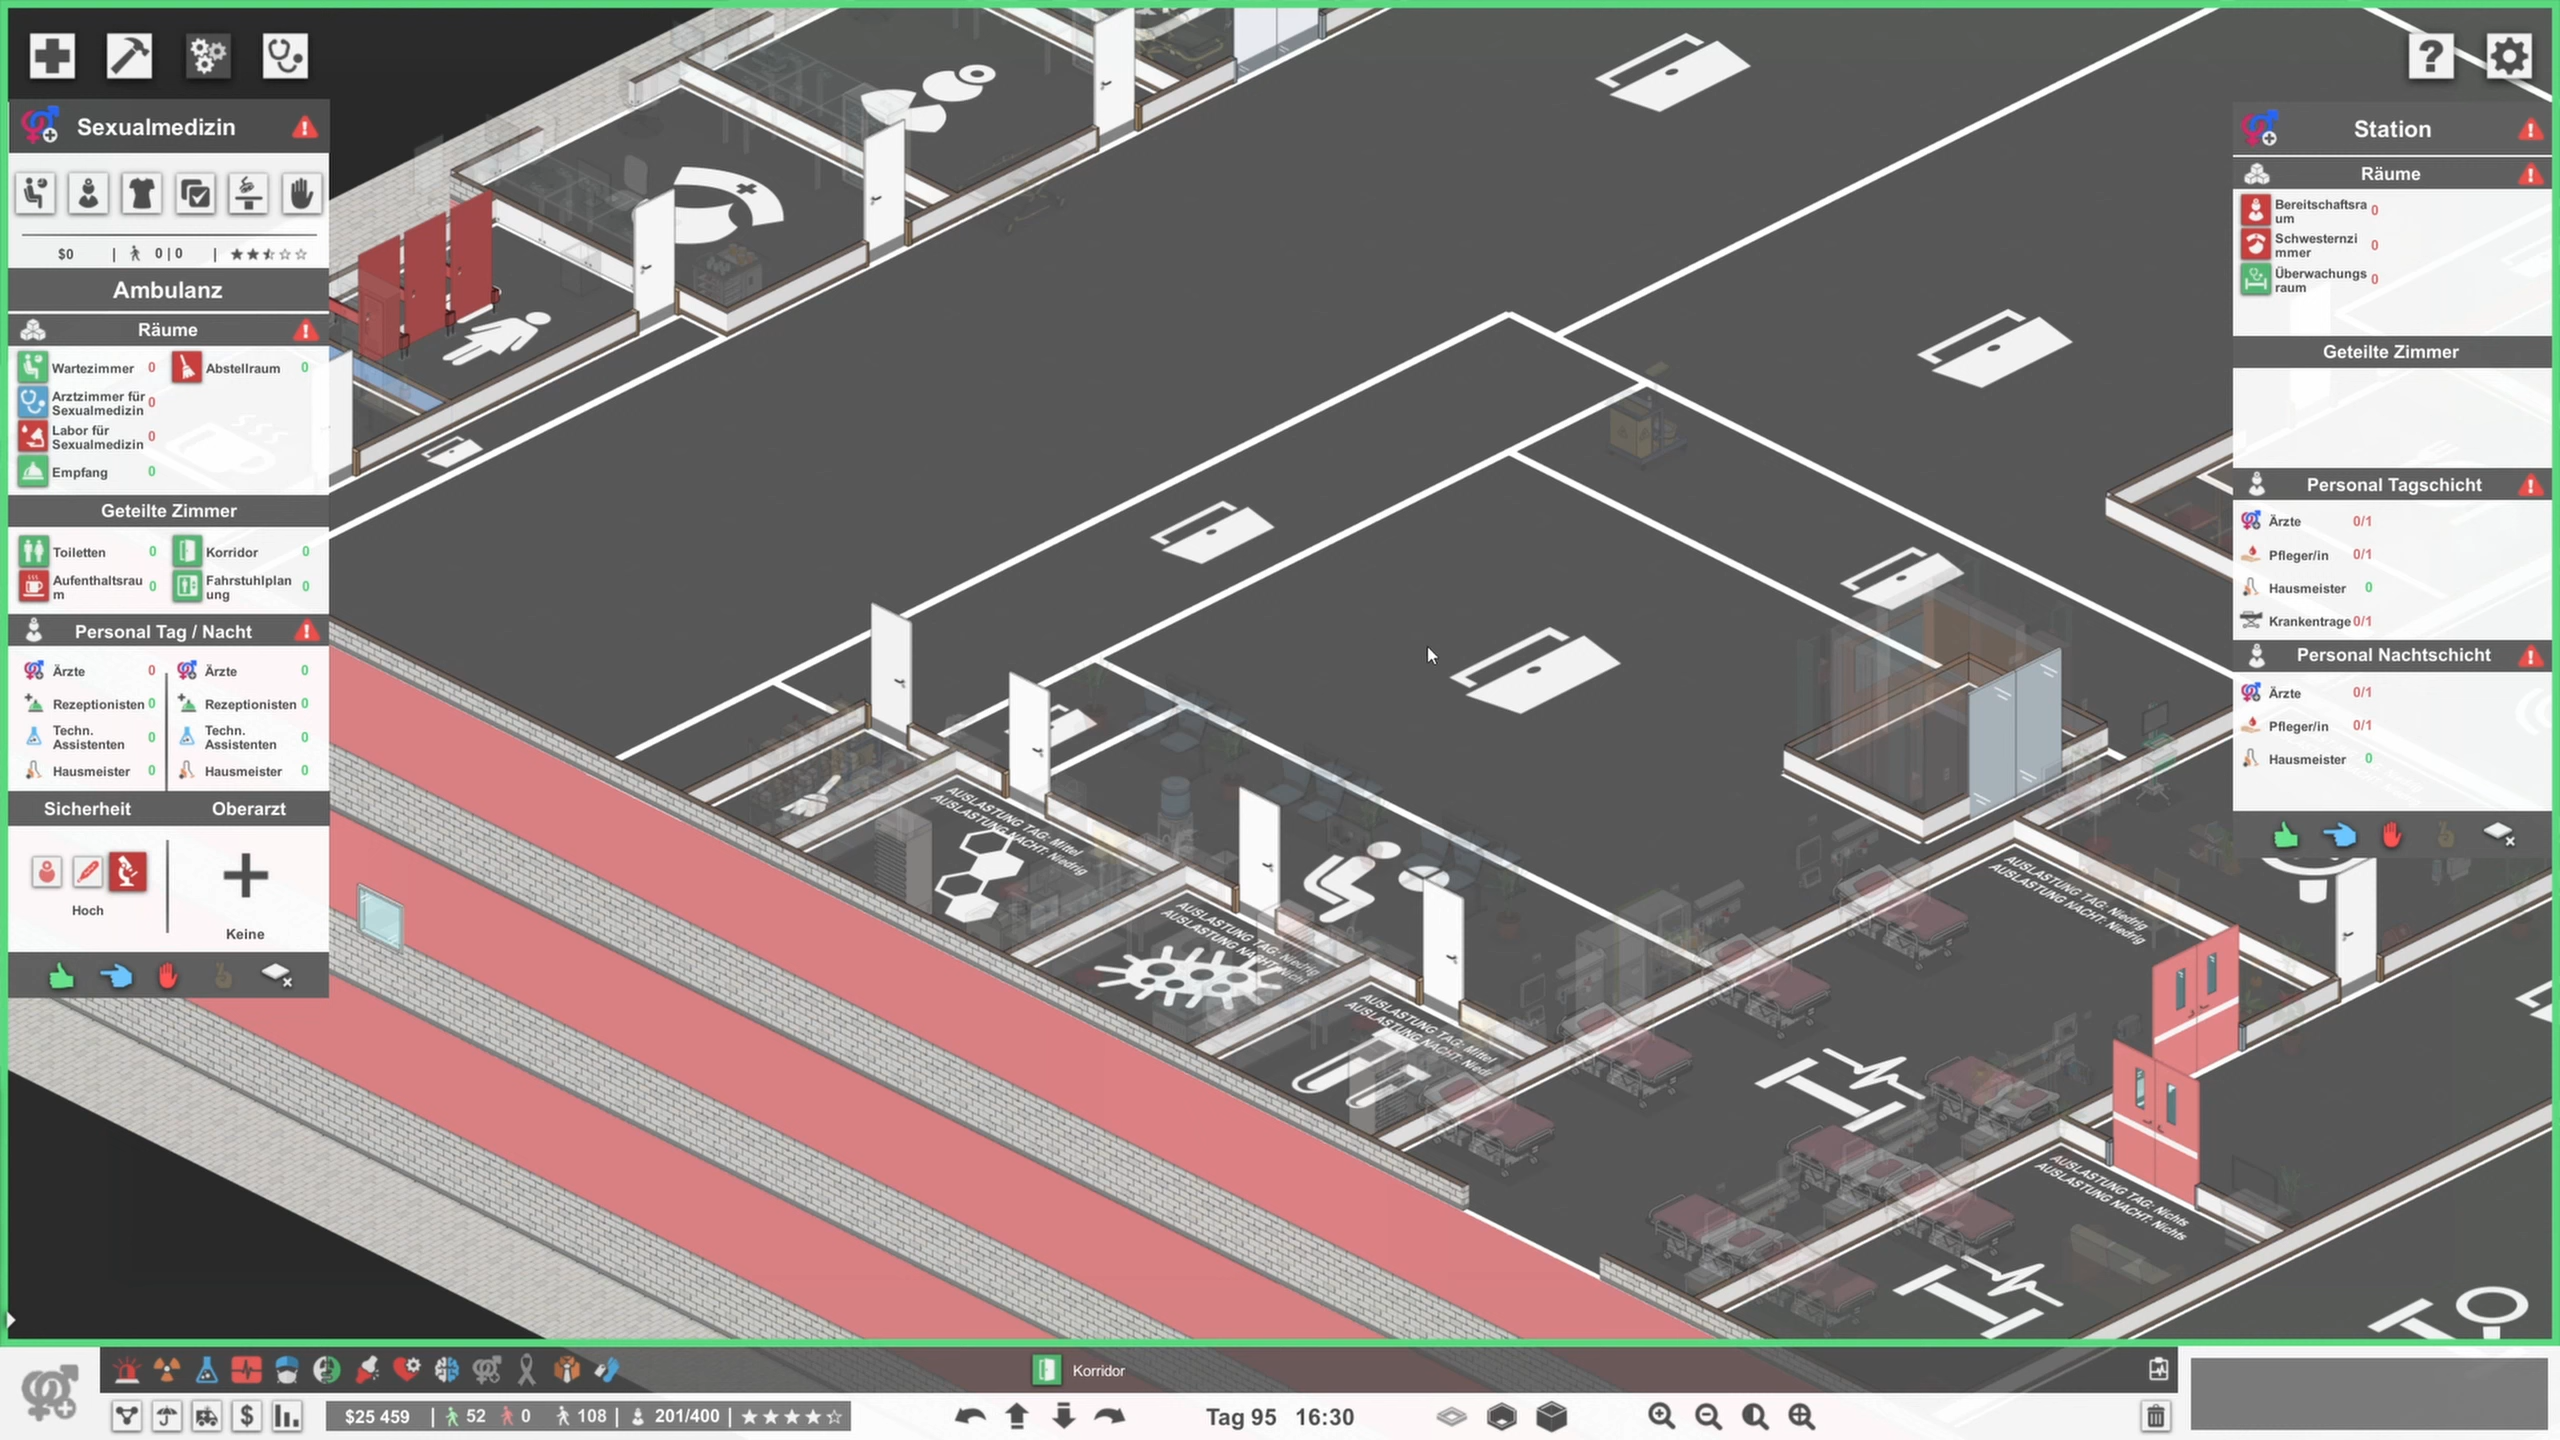 Sexualmedizin
$0 | 0|0 |
Ambulanz
Räume
Wartezimmer 0
Abstellraum 0
Arztzimmer für
Sexualmedizin 0
Labor für
Sexualmedizin 0
Empfang 0
Geteilte Zimmer
Toiletten 0
Korridor 0
Aufenthaltsrau
m 0
Fahrstuhlplan
ung 0
Personal Tag / Nacht
Ärzte 0
Ärzte 0
Rezeptionisten 0
Rezeptionisten 0
Techn.
Assistenten 0
Techn.
Assistenten 0
Hausmeister 0
Hausmeister 0
Sicherheit
Oberarzt
Hoch
Keine
AUSLASTUNG TAG: Mittel
AUSLASTUNG NACHT: Niedrig
AUSLASTUNG TAG: Niedrig
AUSLASTUNG NACHT: Nicht
AUSLASTUNG TAG: Mittel
AUSLASTUNG NACHT: Niedr
AUSLASTUNG TAG: Niedrig
AUSLASTUNG NACHT: Niedrig
AUSLASTUNG TAG: Nichts
AUSLASTUNG NACHT: Nichts
?
Station
Räume
Bereitschaftsra
um 0
Schwesternzi
mmer 0
Überwachungs
raum 0
Geteilte Zimmer
Personal Tagschicht
Ärzte 0/1
Pfleger/in 0/1
Hausmeister 0
Krankentrage 0/1
Personal Nachtschicht
Ärzte 0/1
Pfleger/in 0/1
Hausmeister 0
Korridor
$25 459 | 52 0 108 | 201/400 |
Tag 95 16:30